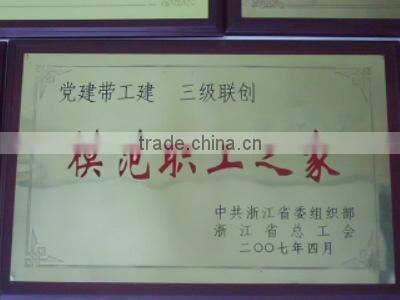 党建带工建 三级联创
trade.china.cn
模范职工之家
中共浙江省委组织部
浙江省总工会
二〇〇七年四月